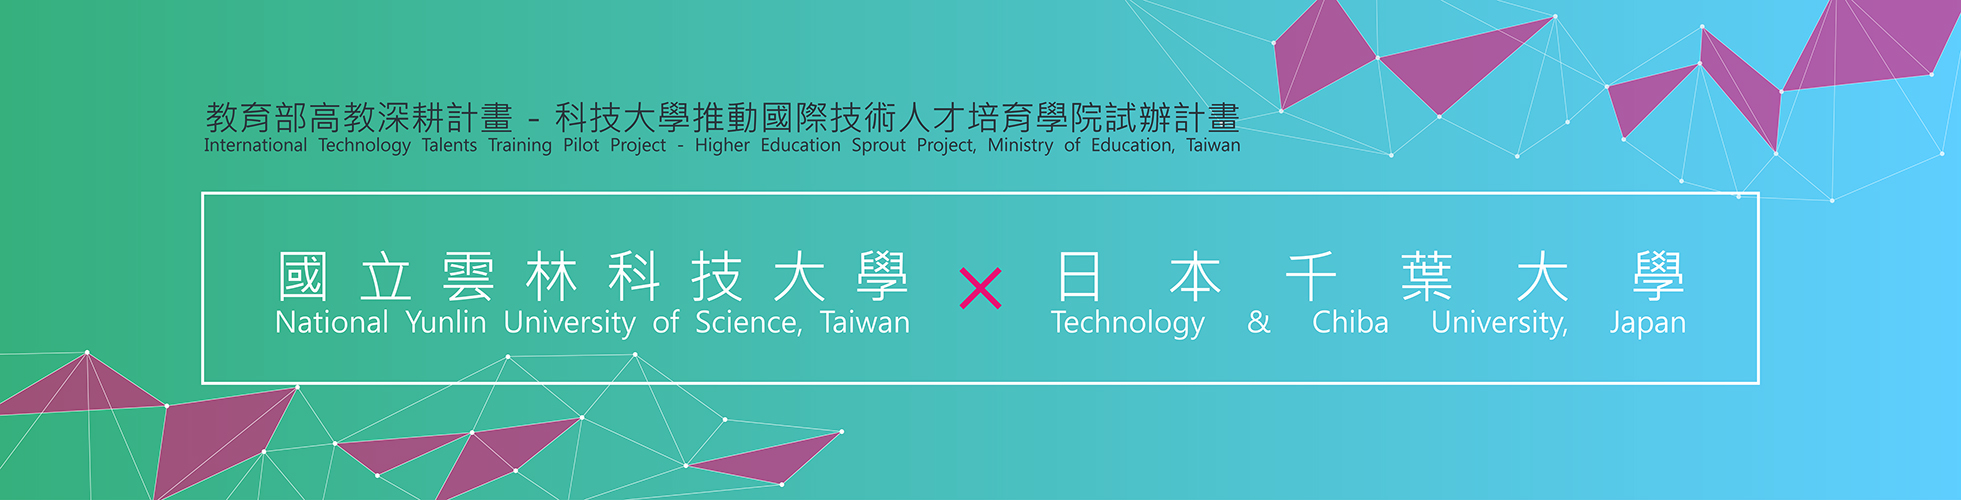 教育部高教深耕計畫 - 科技大學推動國際技術人才培育學院試辦計畫
International Technology Talents Training Pilot Project - Higher Education Sprout Project, Ministry of Education, Taiwan
國立雲林科技大學 × 日本千葉大學
National Yunlin University of Science, Taiwan Technology & Chiba University, Japan